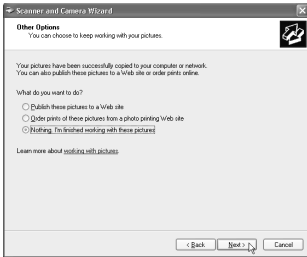 Scanner and Camera Wizard
Other Options
You can choose to keep working with your pictures.
Your pictures have been successfully copied to your computer or network.
You can also publish these pictures to a Web site or order prints online.
What do you want to do?
Publish these pictures to a Web site
Order prints of these pictures from a photo printing Web site
Nothing. I'm finished working with these pictures
Learn more about working with pictures.
< Back Next > Cancel